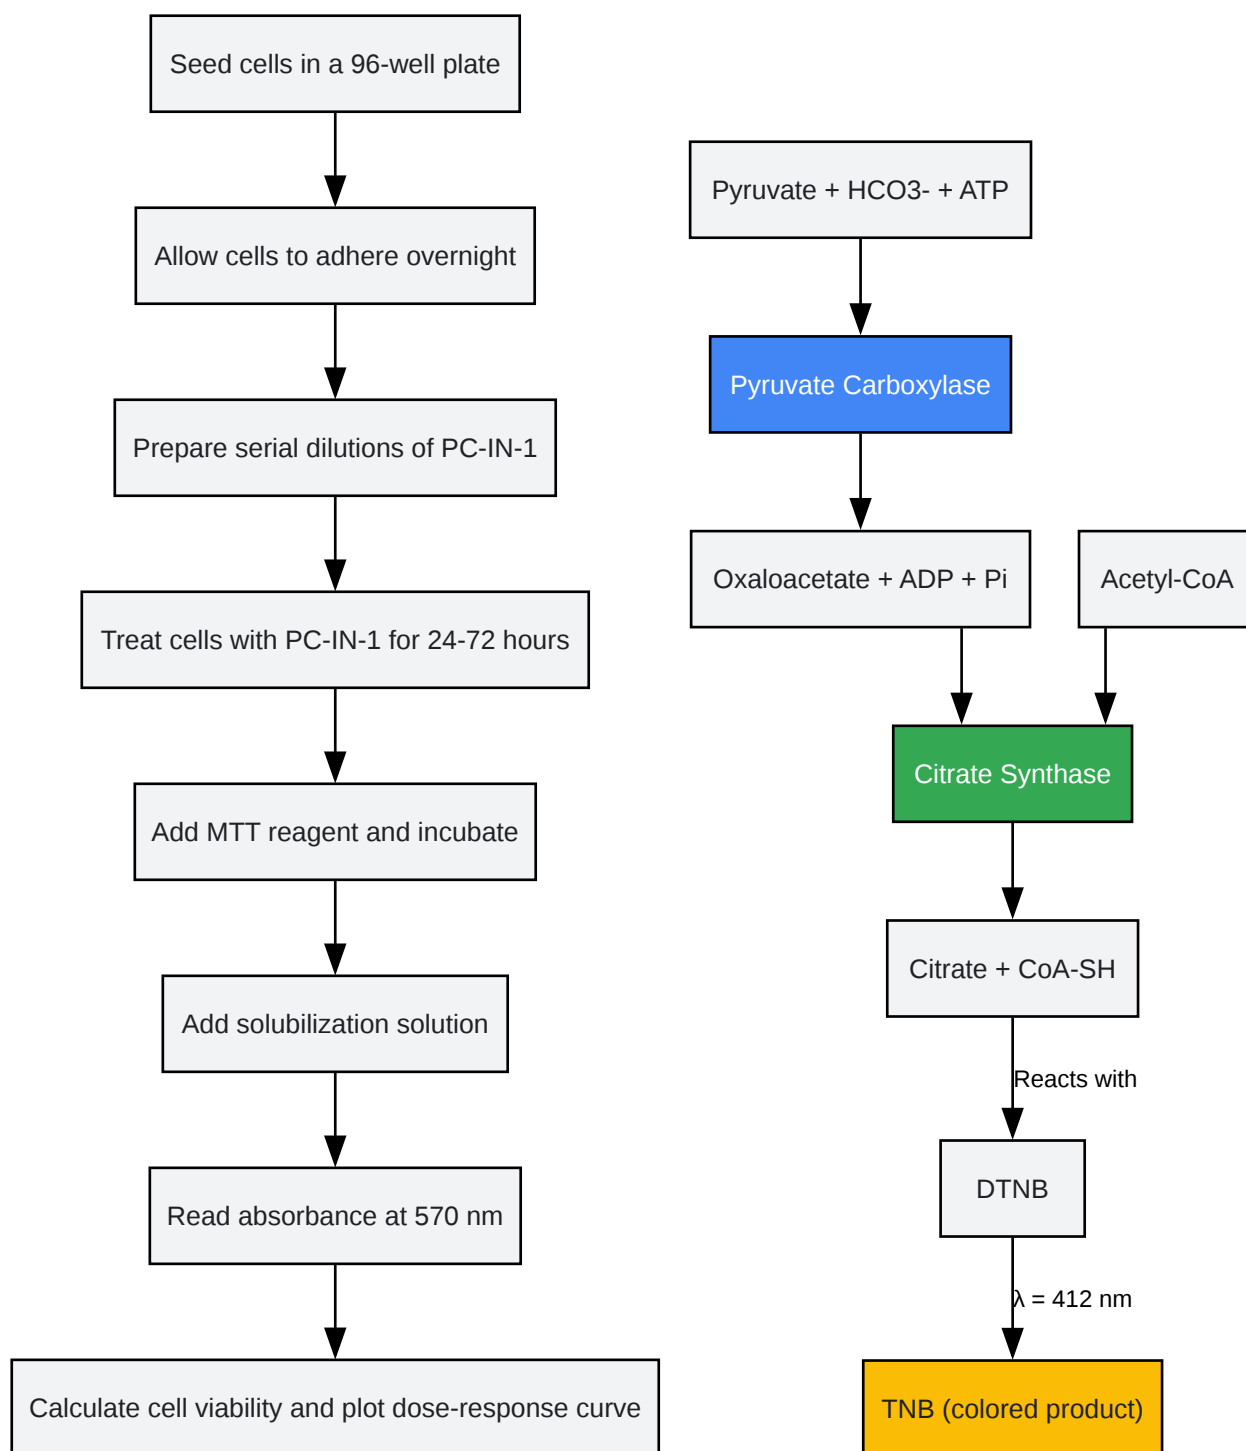 Seed cells in a 96-well plate
Allow cells to adhere overnight
Prepare serial dilutions of PC-IN-1
Treat cells with PC-IN-1 for 24-72 hours
Add MTT reagent and incubate
Add solubilization solution
Read absorbance at 570 nm
Calculate cell viability and plot dose-response curve
Pyruvate + HCO3- + ATP
Pyruvate Carboxylase
Oxaloacetate + ADP + Pi
Acetyl-CoA
Citrate Synthase
Citrate + CoA-SH
Reacts with
DTNB
λ = 412 nm
TNB (colored product)